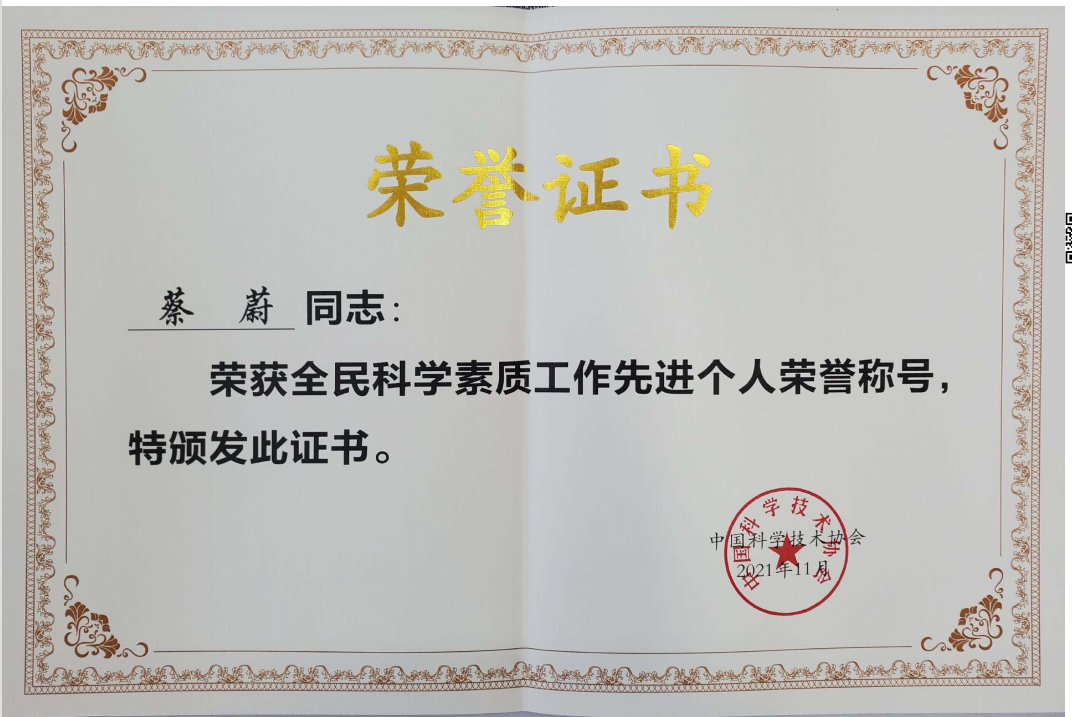 荣誉证书
蔡 蔚 同志：
荣获全民科学素质工作先进个人荣誉称号，
特颁发此证书。
中国科学技术协会
中国科学技术协会
2021年11月